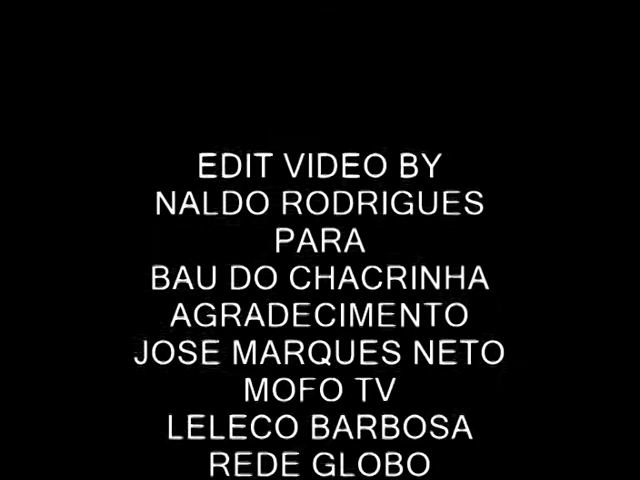 EDIT VIDEO BY
NALDO RODRIGUES
PARA
BAU DO CHACRINHA
AGRADECIMENTO
JOSE MARQUES NETO
MOFO TV
LELECO BARBOSA
REDE GLOBO